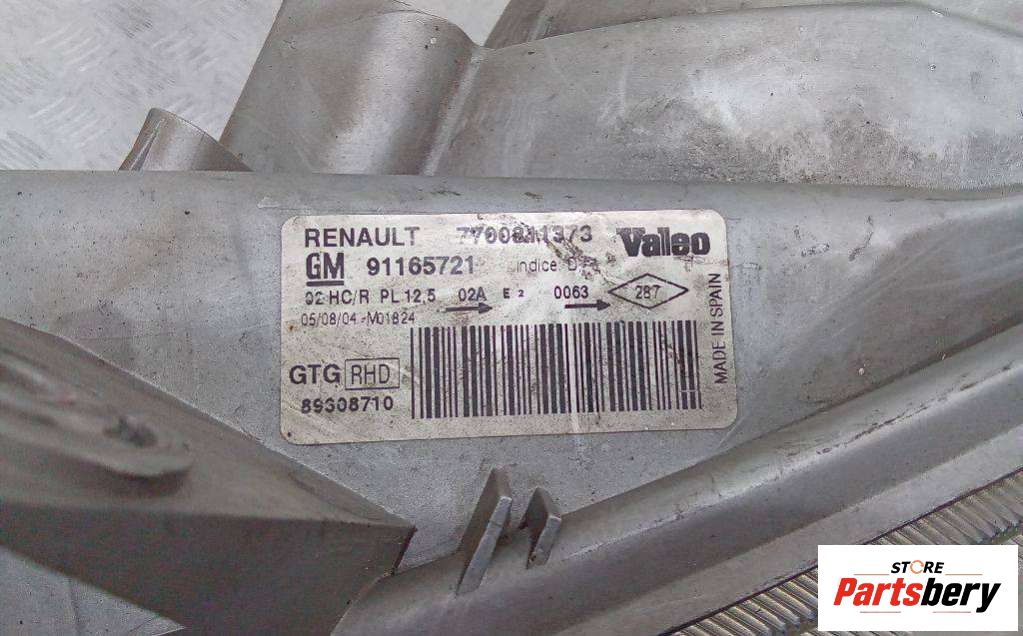 RENAULT Valeo
GM 91165721 Indice:
02 HC/R PL 12,5 02A E 2 0063 287
05/08/04 -M01824
GTG RHD
89308710
MADE IN SPAIN
STORE
Partsbery